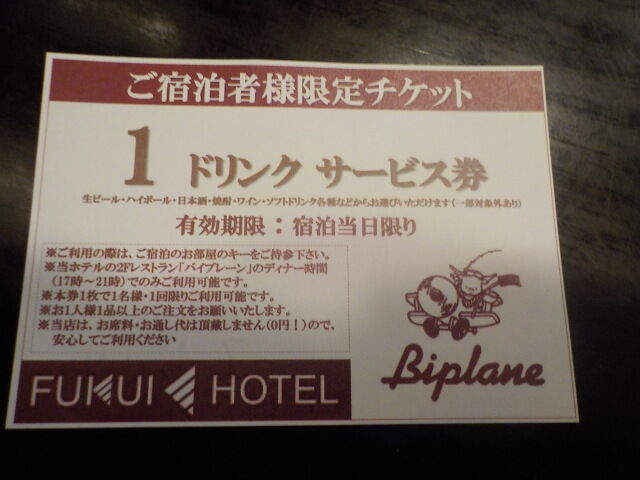 ご宿泊者様限定チケット
1 ドリンク サービス券
生ビール・ハイボール・日本酒・焼酎・ワイン・ソフトドリンク各種などからお選びいただけます(一部対象外あり)
有効期限：宿泊当日限り
※ご利用の際は、ご宿泊のお部屋のキーをご持参下さい。
※当ホテルの2Fレストラン「バイプレーン」のディナー時間
(17時～21時)でのみご利用可能です。
※本券1枚で1名様・1回限りご利用可能です。
※お1人様1品以上のご注文をお願いいたします。
※当店は、お席料・お通し代は頂戴しません(0円！)ので、
安心してご利用ください
Biplane
FUKUI HOTEL